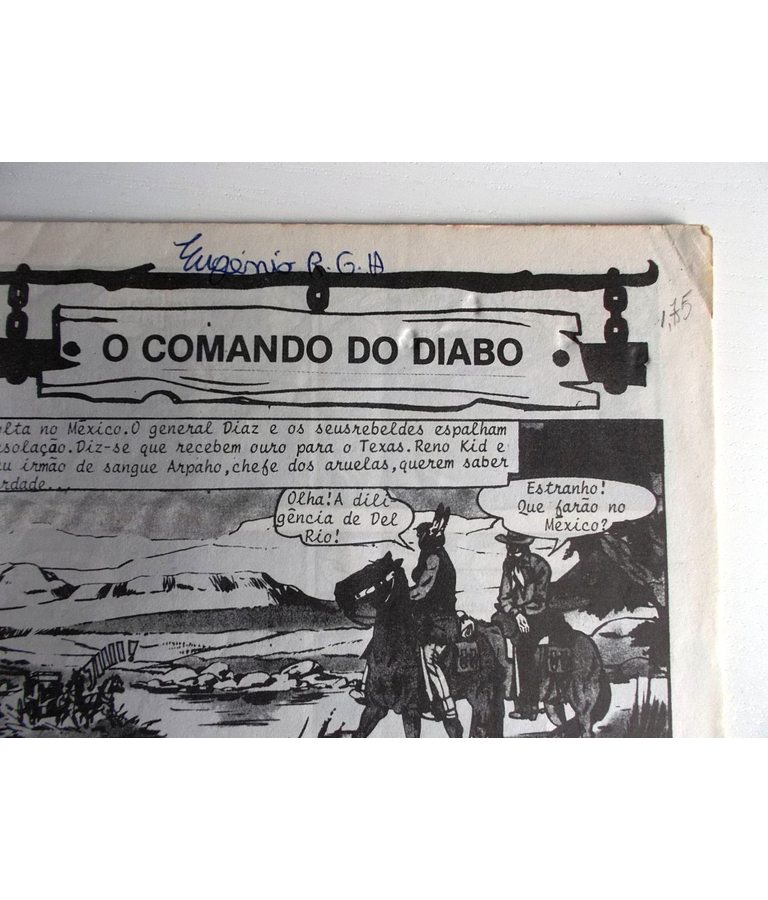 Eugénio R.G.A
1,75
O COMANDO DO DIABO
olta no México.O general Diaz e os seusrebeldes espalham
solação.Diz-se que recebem ouro para o Texas.Reno Kid e
u irmão de sangue Arpaho,chefe dos aruelas,querem saber
rdade...
Olha!A dili-
gência de Del
Rio!
Estranho!
Que farão no
México?